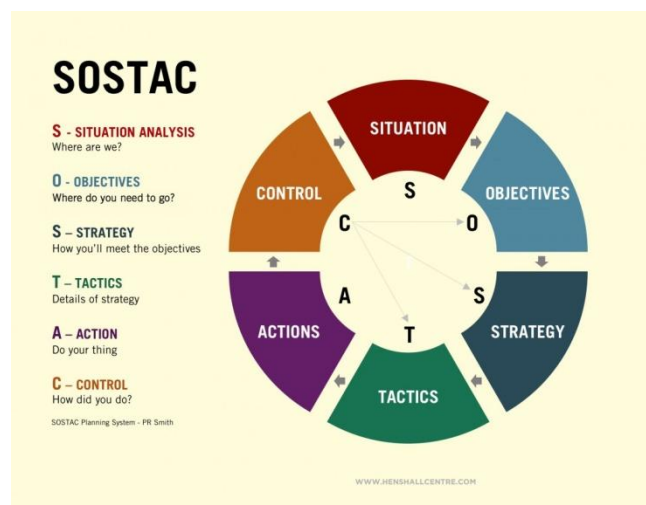 SOSTAC
S - SITUATION ANALYSIS
Where are we?
O - OBJECTIVES
Where do you need to go?
S – STRATEGY
How you'll meet the objectives
T – TACTICS
Details of strategy
A – ACTION
Do your thing
C – CONTROL
How did you do?
SOSTAC Planning System - PR Smith
SITUATION
OBJECTIVES
STRATEGY
TACTICS
ACTIONS
CONTROL
S
O
S
T
A
C
WWW.HENSHALLCENTRE.COM